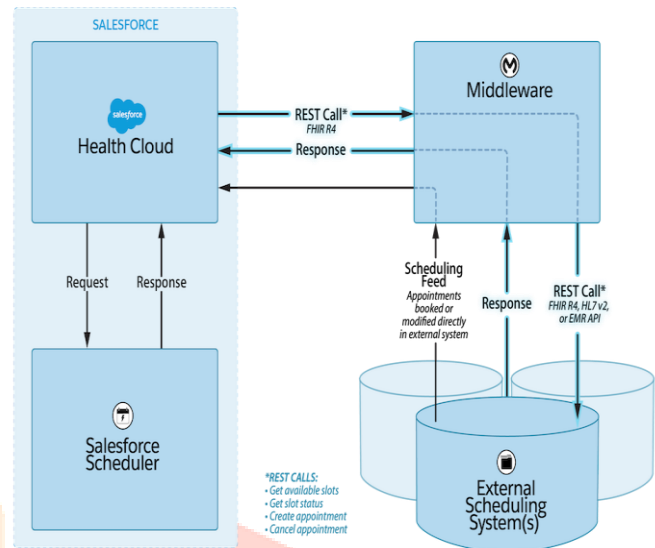 SALESFORCE
salesforce
Health Cloud
Middleware
REST Call*
FHIR R4
Response
Request
Response
Scheduling
Feed
Appointments
booked or
modified directly
in external system
Response
REST Call*
FHIR R4, HL7 v2,
or EMR API
Salesforce
Scheduler
External
Scheduling
System(s)
*REST CALLS:
• Get available slots
• Get slot status
• Create appointment
• Cancel appointment